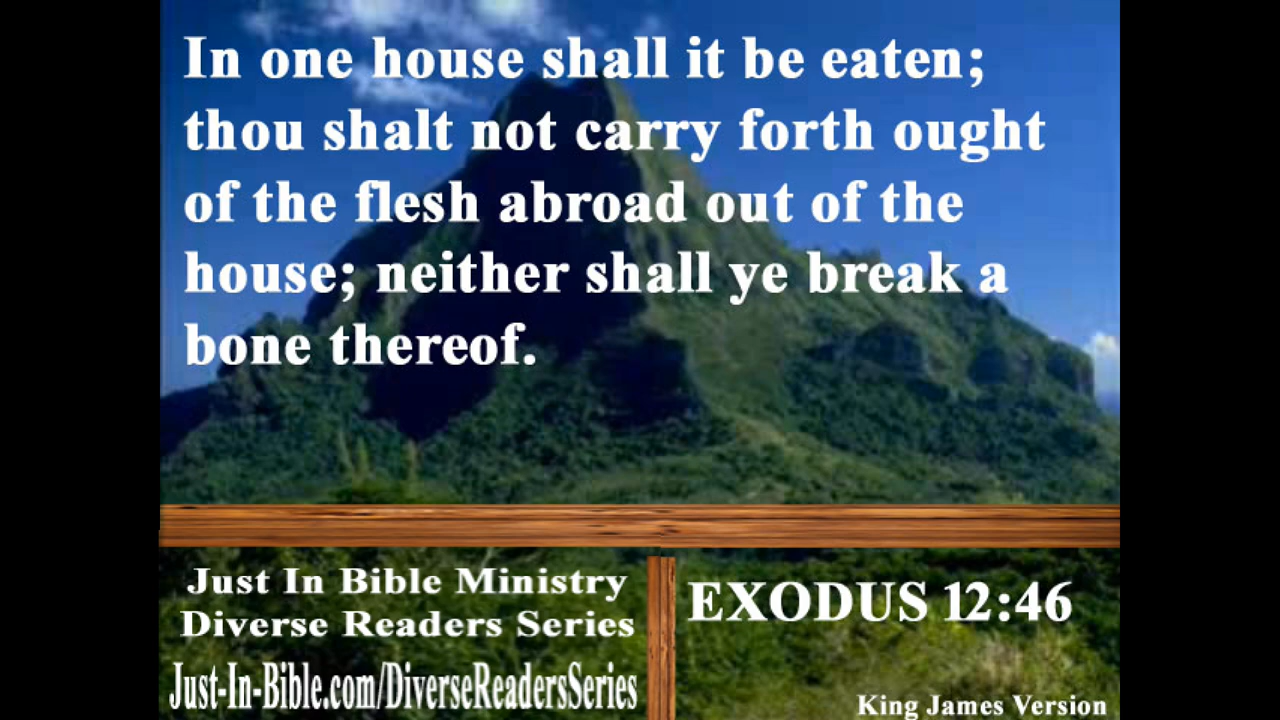 In one house shall it be eaten;
thou shalt not carry forth ought
of the flesh abroad out of the
house; neither shall ye break a
bone thereof.
Just In Bible Ministry
Diverse Readers Series
Just-In-Bible.com/DiverseReadersSeries
EXODUS 12:46
King James Version